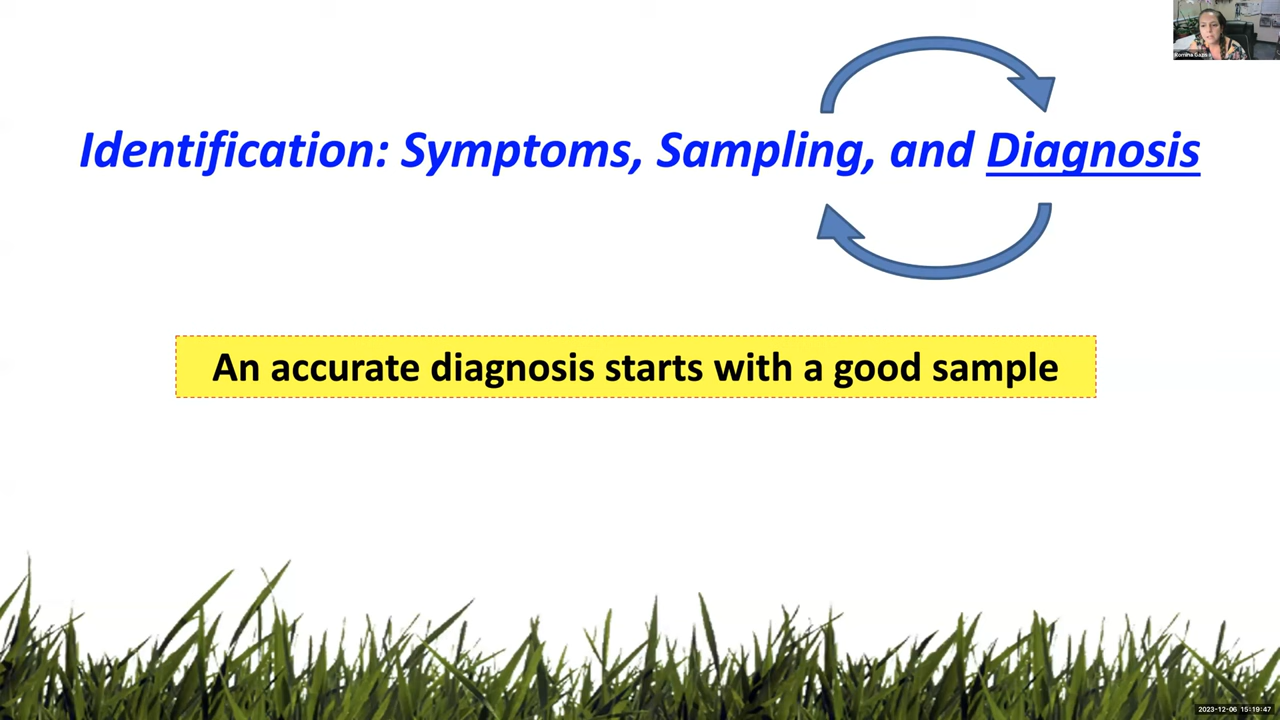 Identification: Symptoms, Sampling, and Diagnosis
An accurate diagnosis starts with a good sample
2023-12-06 15:19:47